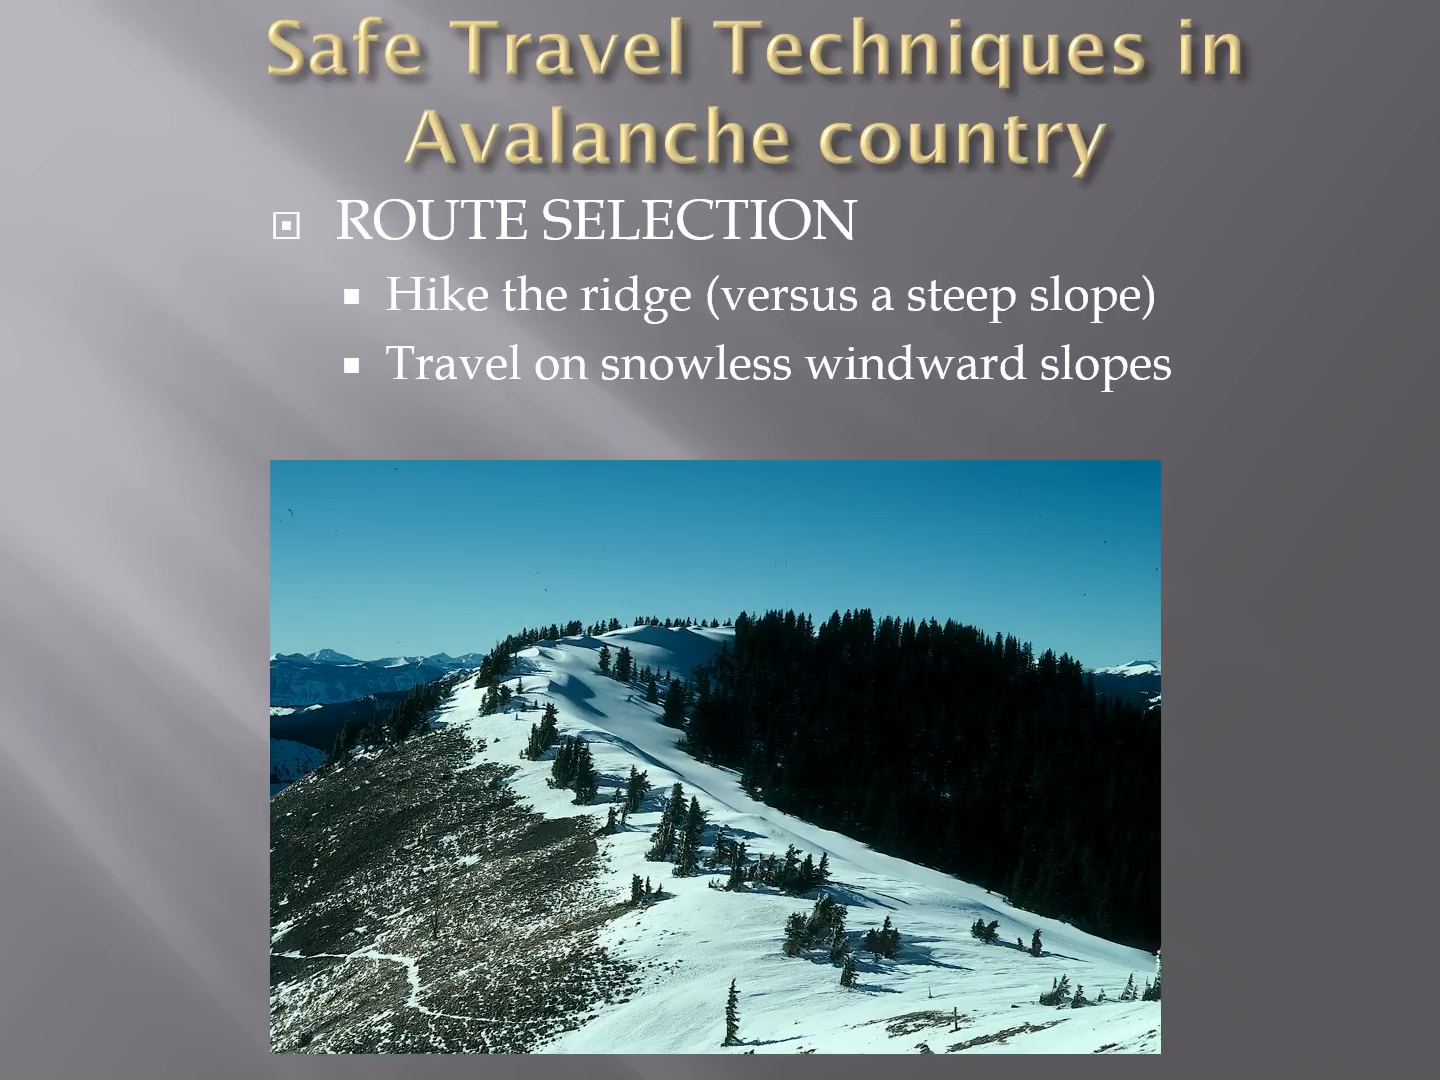 Safe Travel Techniques in
Avalanche country
ROUTE SELECTION
Hike the ridge (versus a steep slope)
Travel on snowless windward slopes